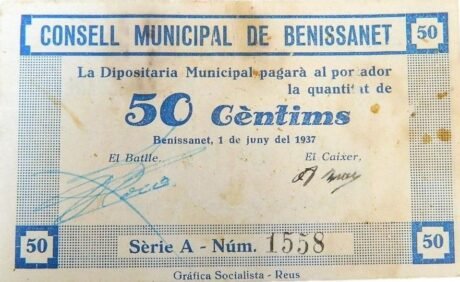 CONSELL MUNICIPAL DE BENISSANET 50
La Dipositaria Municipal pagarà al portador
la quantitat de
50 Cèntims
Benissanet, 1 de juny del 1937
El Batlle, El Caixer,
50 Sèrie A - Núm. 1558 50
Gráfica Socialista - Reus